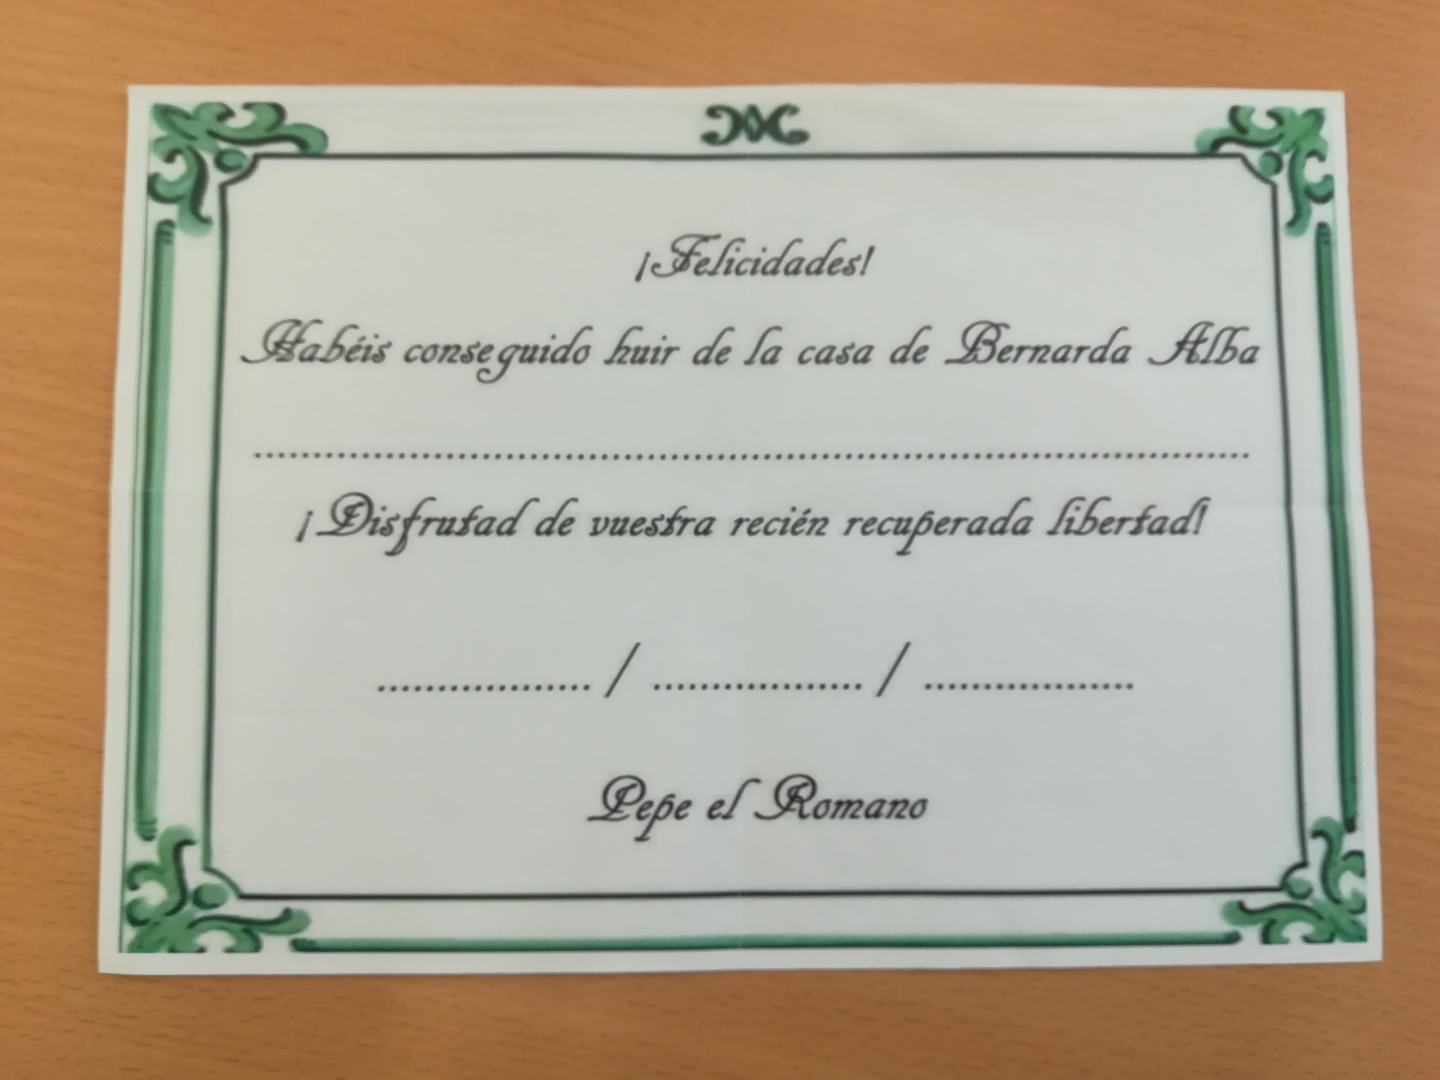 ¡Felicidades!
Habéis conseguido huir de la casa de Bernarda Alba
................................................................................
¡Disfrutad de vuestra recién recuperada libertad!
.................. / .................. / ..................
Pepe el Romano